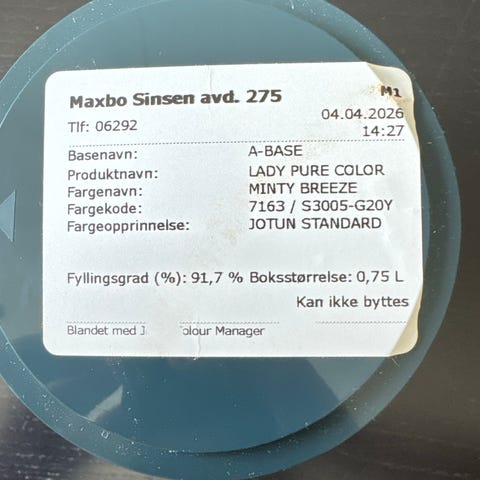 Maxbo Sinsen avd. 275
M1
Tlf: 06292
04.04.2026
14:27
Basenavn: A-BASE
Produktnavn: LADY PURE COLOR
Fargenavn: MINTY BREEZE
Fargekode: 7163 / S3005-G20Y
Fargeopprinnelse: JOTUN STANDARD
Fyllingsgrad (%): 91,7 % Boksstørrelse: 0,75 L
Kan ikke byttes
Blandet med Manager